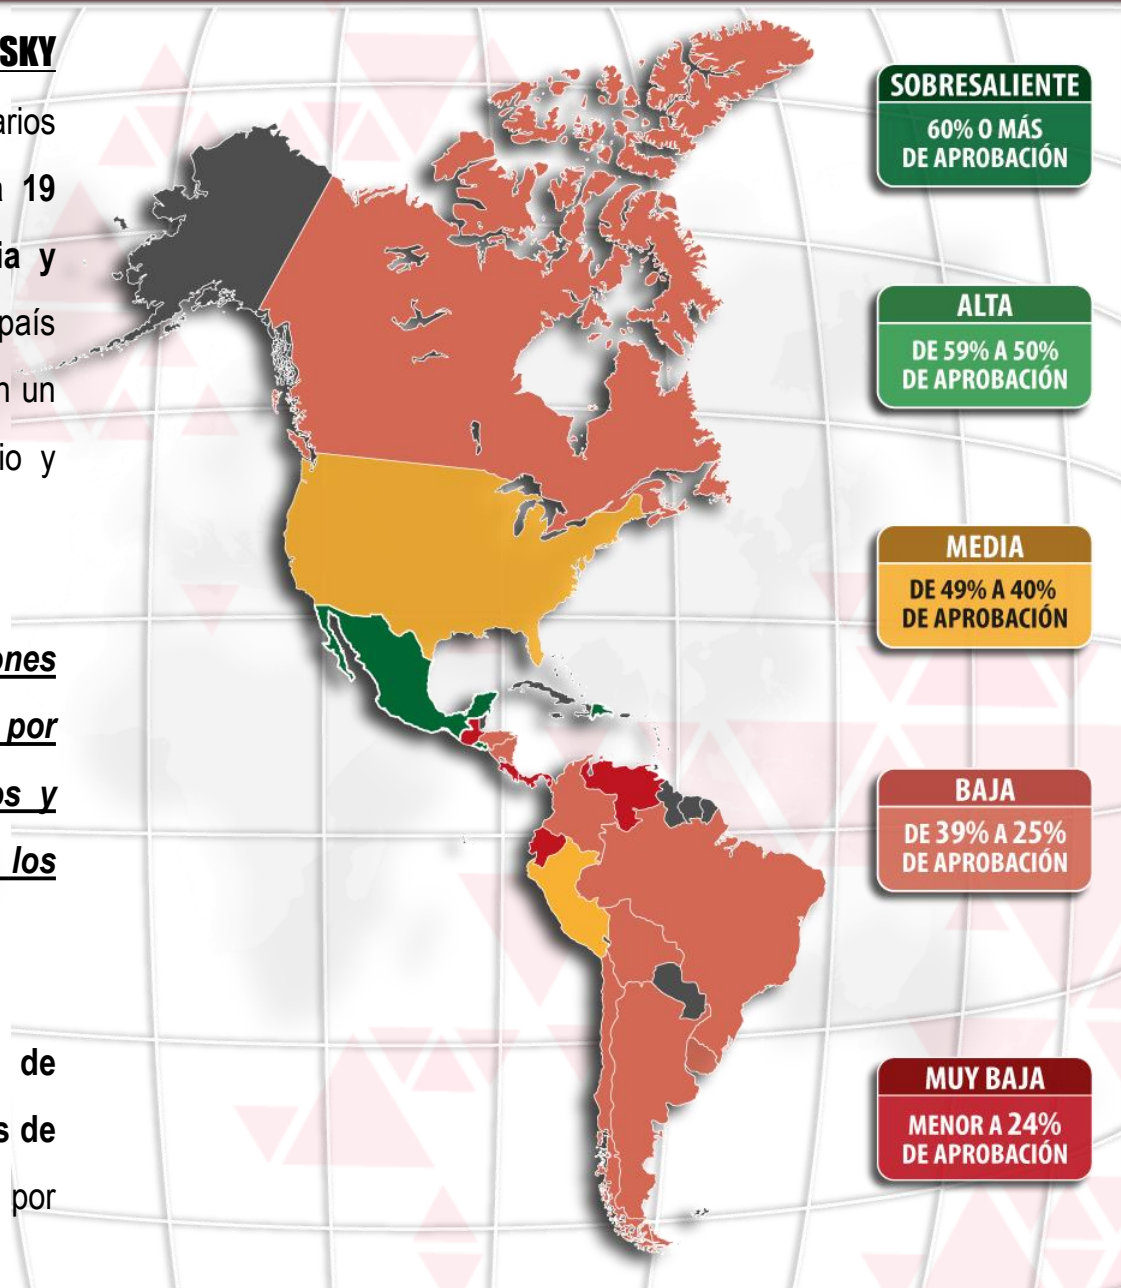 SKY
arios
19
ia y
país
n un
io y
ones
por
os y
los
de
s de
por
SOBRESALIENTE
60% O MÁS
DE APROBACIÓN
ALTA
DE 59% A 50%
DE APROBACIÓN
MEDIA
DE 49% A 40%
DE APROBACIÓN
BAJA
DE 39% A 25%
DE APROBACIÓN
MUY BAJA
MENOR A 24%
DE APROBACIÓN